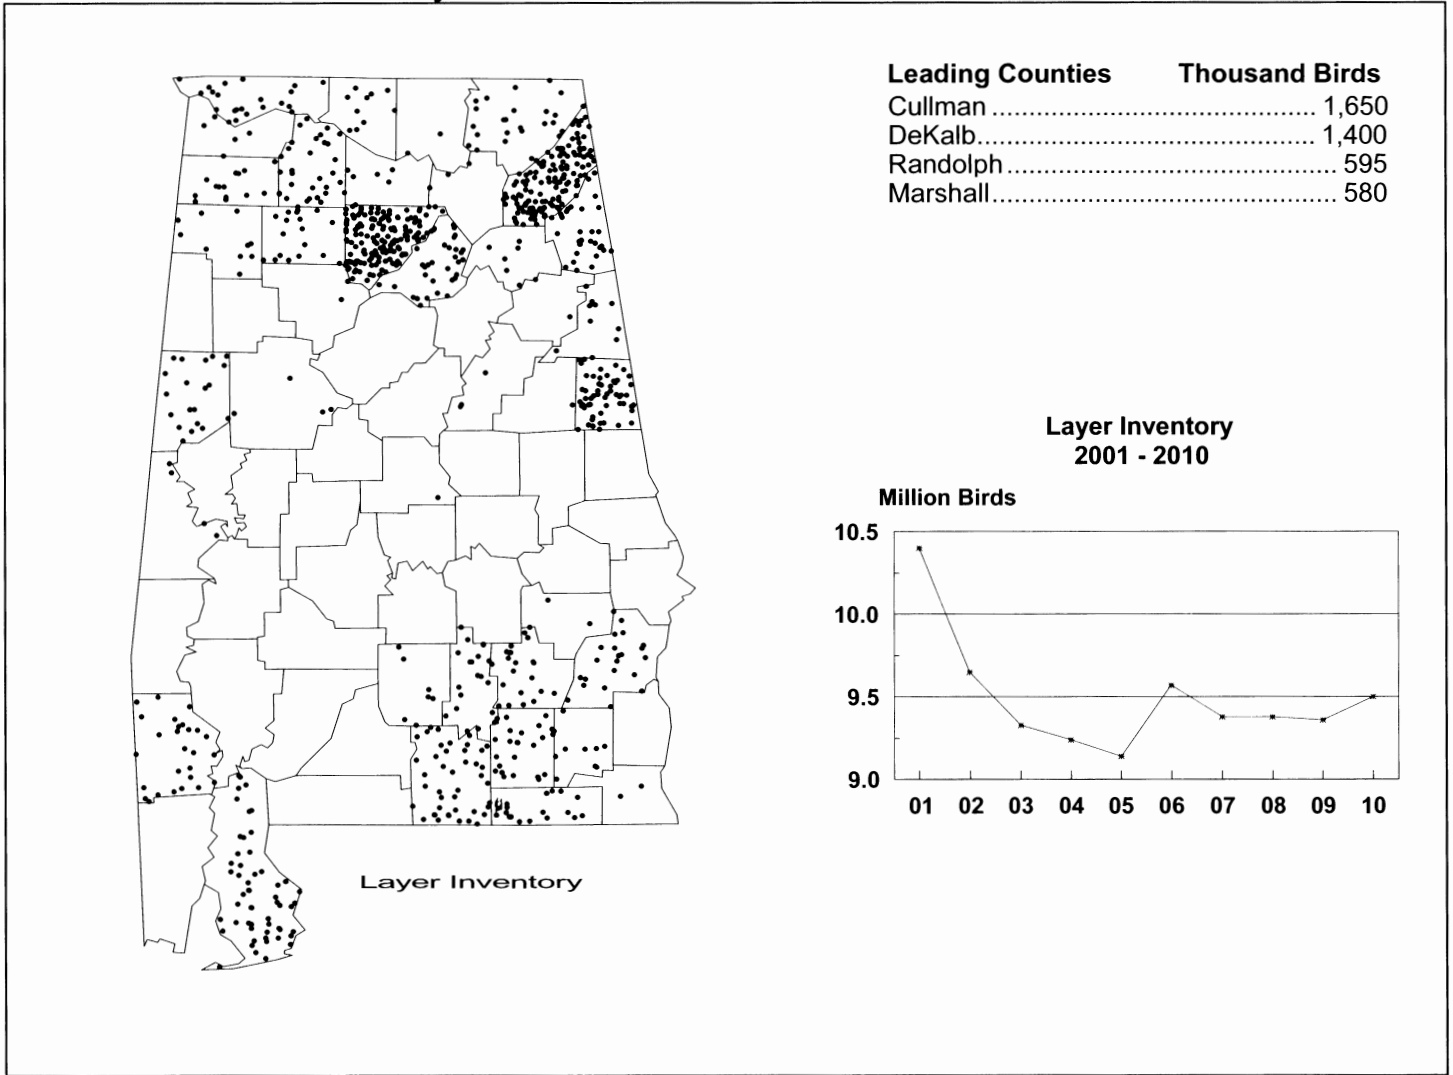 Leading Counties Thousand Birds
Cullman ............................................... 1,650
DeKalb................................................. 1,400
Randolph ................................................ 595
Marshall.................................................. 580
Layer Inventory
2001 - 2010
Million Birds
10.5
10.0
9.5
9.0
01 02 03 04 05 06 07 08 09 10
Layer Inventory